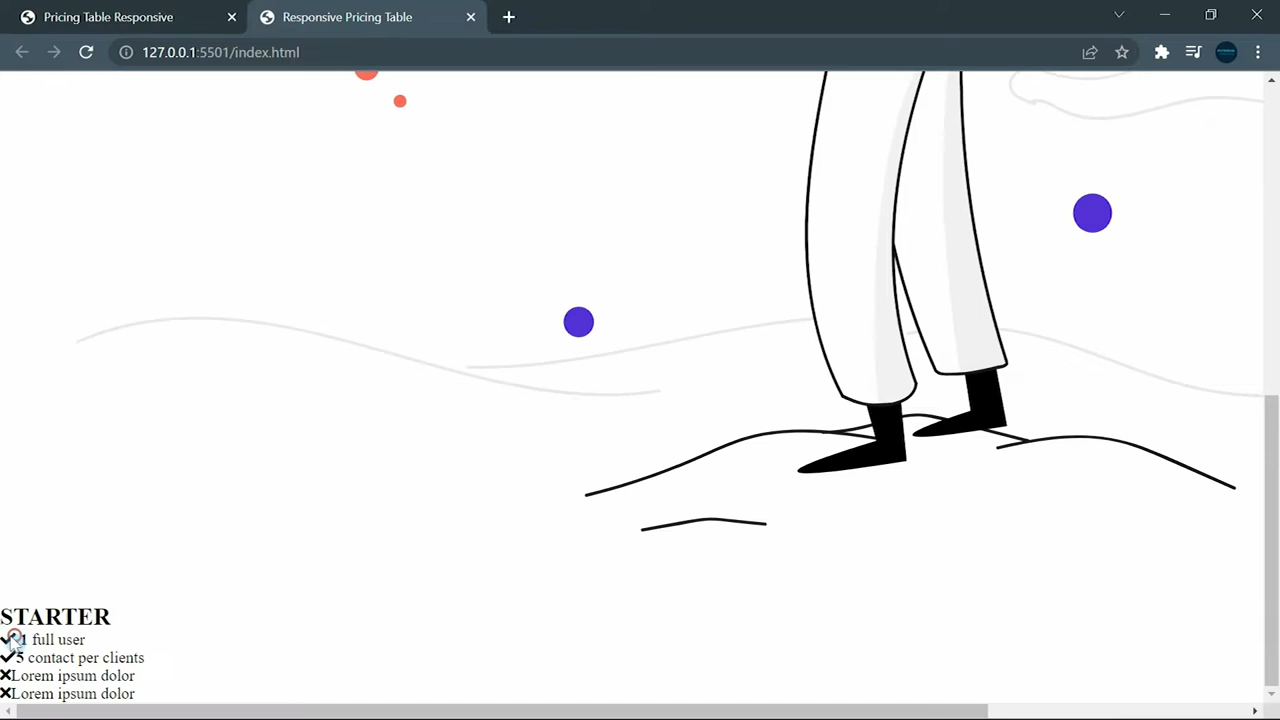 Pricing Table Responsive
Responsive Pricing Table
127.0.0.1:5501/index.html
STARTER
1 full user
5 contact per clients
Lorem ipsum dolor
Lorem ipsum dolor